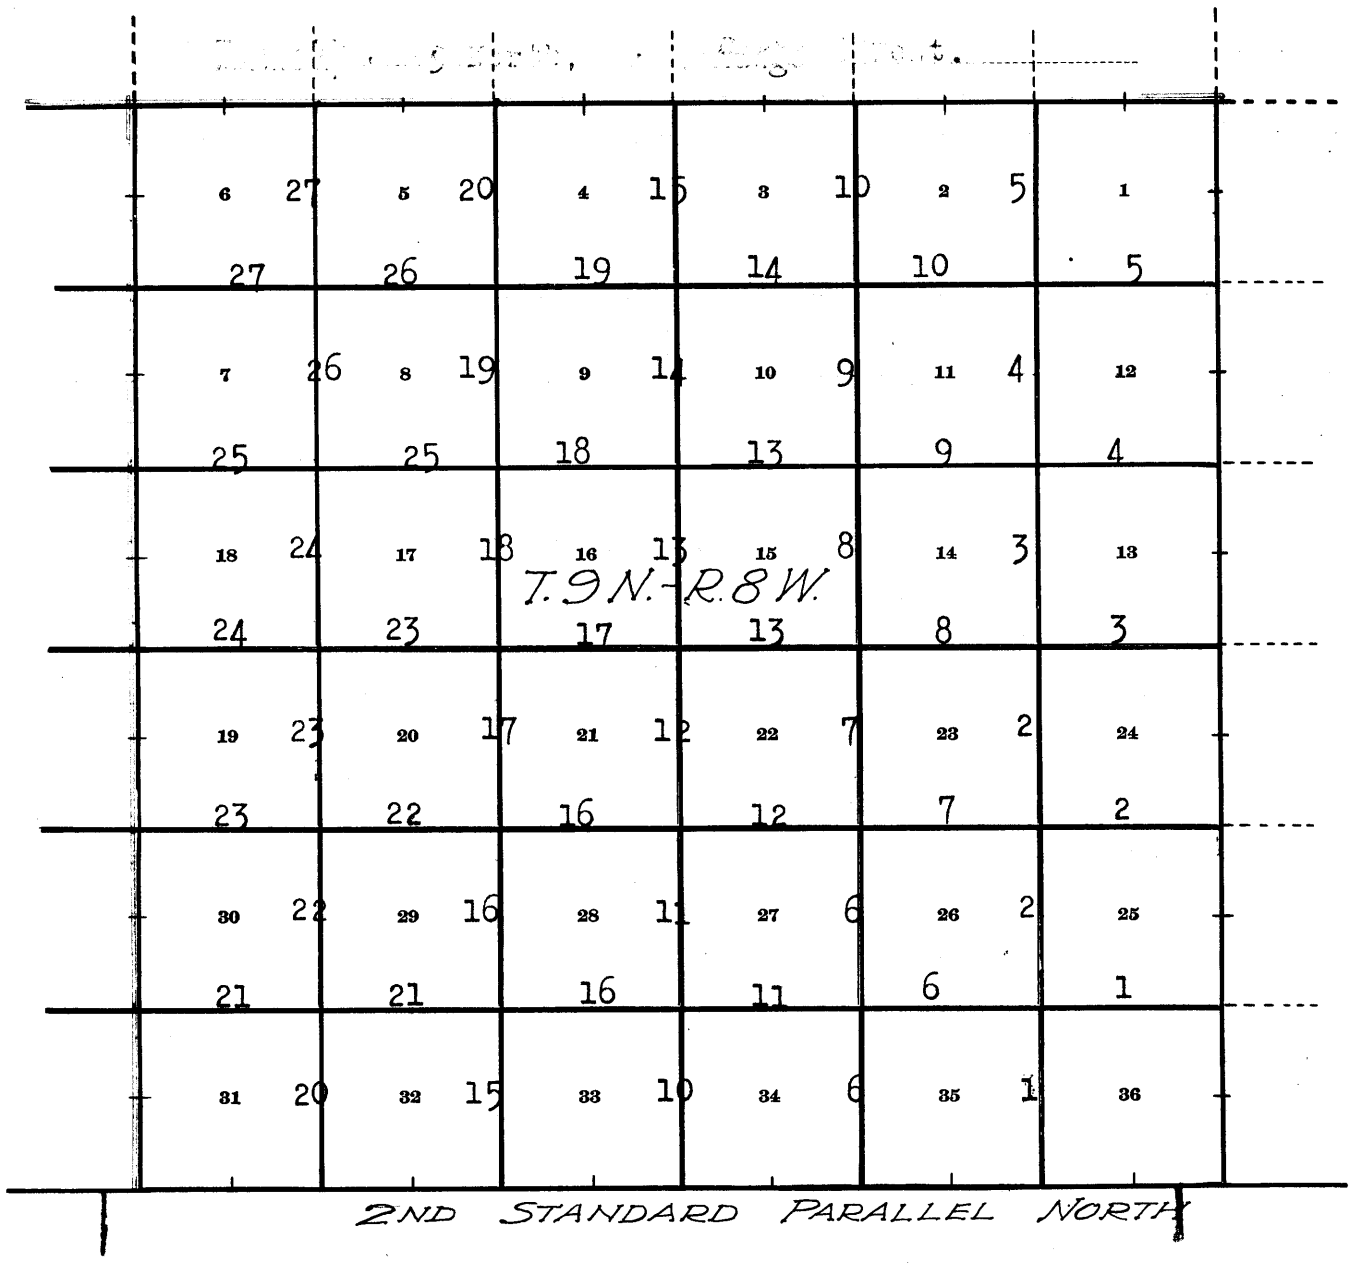 6 27 5 20 4 15 3 10 2 5 1
27 26 19 14 10 5
7 26 8 19 9 14 10 9 11 4 12
25 25 18 13 9 4
18 24 17 18 16 13 15 8 14 3 13
T. 9 N.-R. 8 W.
24 23 17 13 8 3
19 23 20 17 21 12 22 7 23 2 24
23 22 16 12 7 2
30 22 29 16 28 11 27 6 26 2 25
21 21 16 11 6 1
31 20 32 15 33 10 34 6 35 1 36
2ND STANDARD PARALLEL NORTH